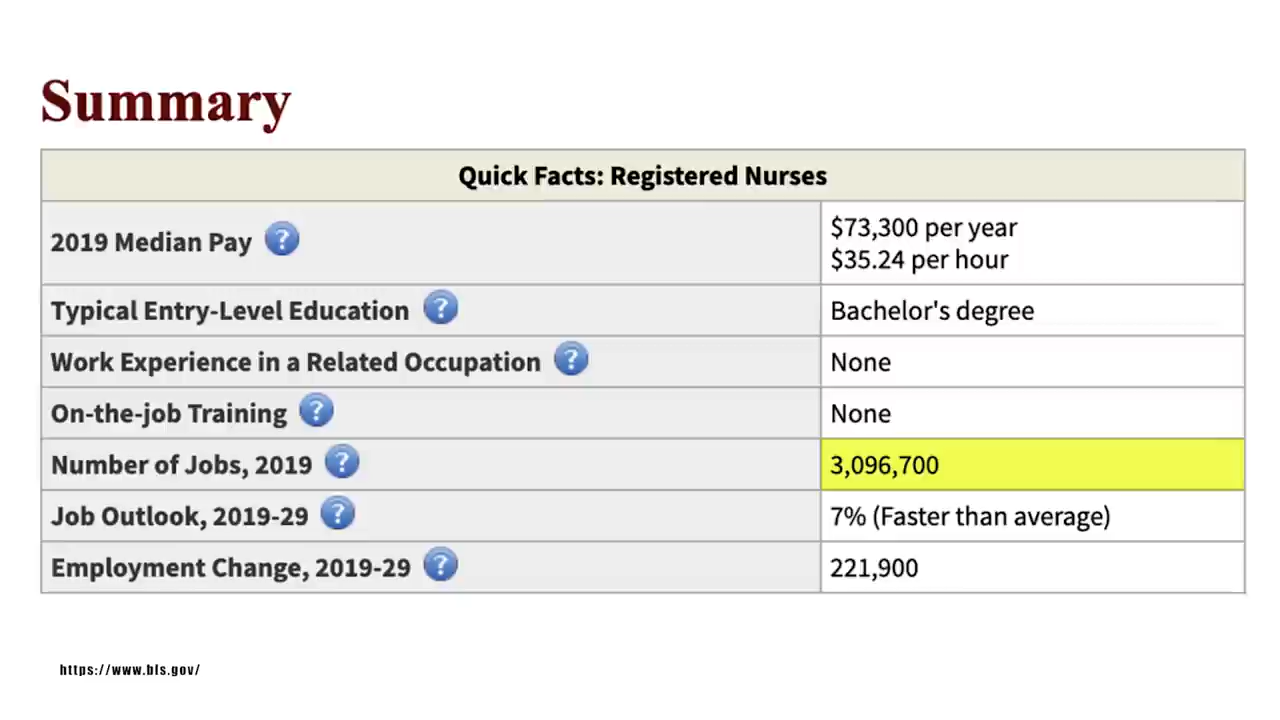 Summary
Quick Facts: Registered Nurses
2019 Median Pay ?
$73,300 per year
$35.24 per hour
Typical Entry-Level Education ?
Bachelor's degree
Work Experience in a Related Occupation ?
None
On-the-job Training ?
None
Number of Jobs, 2019 ?
3,096,700
Job Outlook, 2019-29 ?
7% (Faster than average)
Employment Change, 2019-29 ?
221,900
https://www.bls.gov/